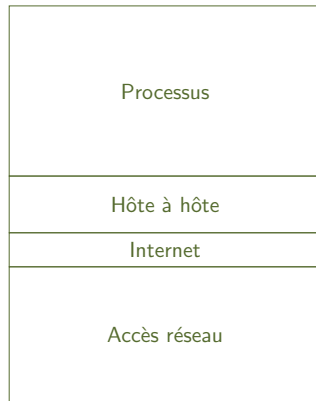 Processus
Hôte à hôte
Internet
Accès réseau